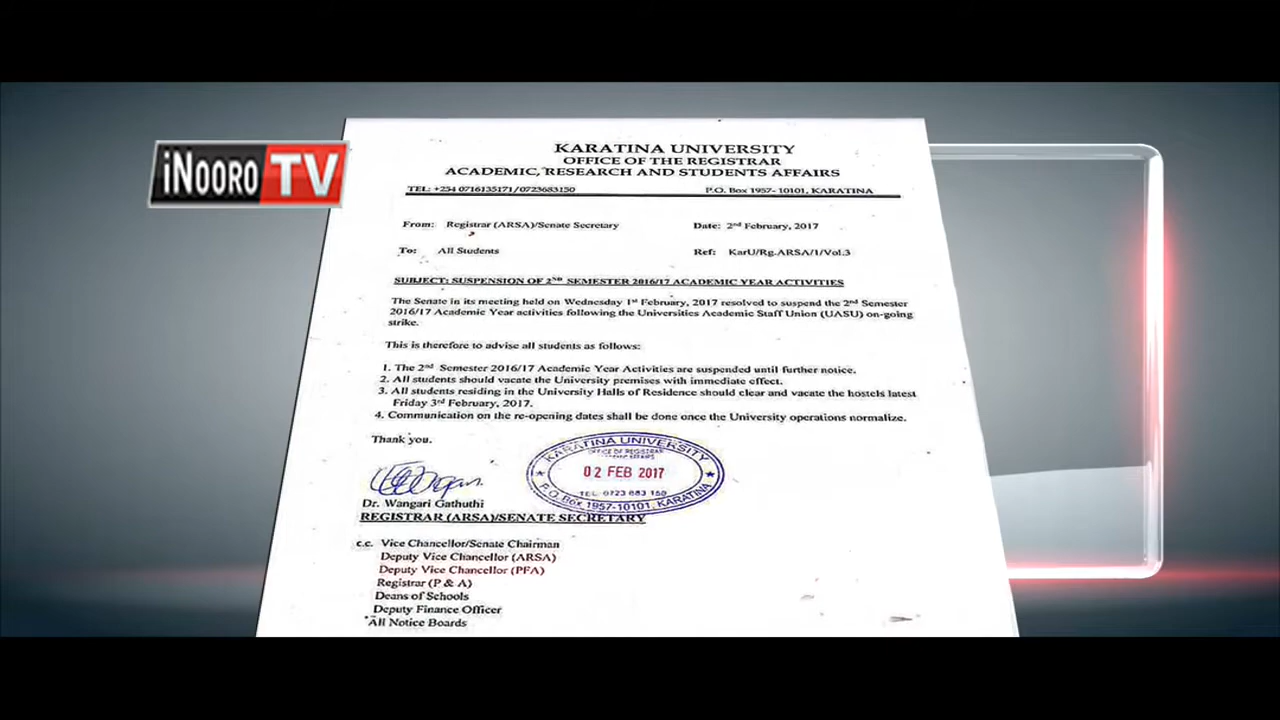 iNOORO TV
KARATINA UNIVERSITY
OFFICE OF THE REGISTRAR
ACADEMIC, RESEARCH AND STUDENTS AFFAIRS
TEL: +254 0716135171/0723683150 P.O. Box 1957- 10101, KARATINA
From: Registrar (ARSA)/Senate Secretary Date: 2nd February, 2017
To: All Students Ref: KarU/Rg.ARSA/1/Vol.3
SUBJECT: SUSPENSION OF 2ND SEMESTER 2016/17 ACADEMIC YEAR ACTIVITIES
The Senate in its meeting held on Wednesday 1st February, 2017 resolved to suspend the 2nd Semester
2016/17 Academic Year activities following the Universities Academic Staff Union (UASU) on-going
strike.
This is therefore to advise all students as follows:
1. The 2nd Semester 2016/17 Academic Year Activities are suspended until further notice.
2. All students should vacate the University premises with immediate effect.
3. All students residing in the University Halls of Residence should clear and vacate the hostels latest
Friday 3rd February, 2017.
4. Communication on the re-opening dates shall be done once the University operations normalize.
Thank you.
KARATINA UNIVERSITY
OFFICE OF REGISTRAR
02 FEB 2017
TEL: 0723 683 150
P.O. Box 1957-10101, KARATINA
Dr. Wangari Gathuthi
REGISTRAR (ARSA)/SENATE SECRETARY
c.c. Vice Chancellor/Senate Chairman
Deputy Vice Chancellor (ARSA)
Deputy Vice Chancellor (PFA)
Registrar (P & A)
Deans of Schools
Deputy Finance Officer
All Notice Boards